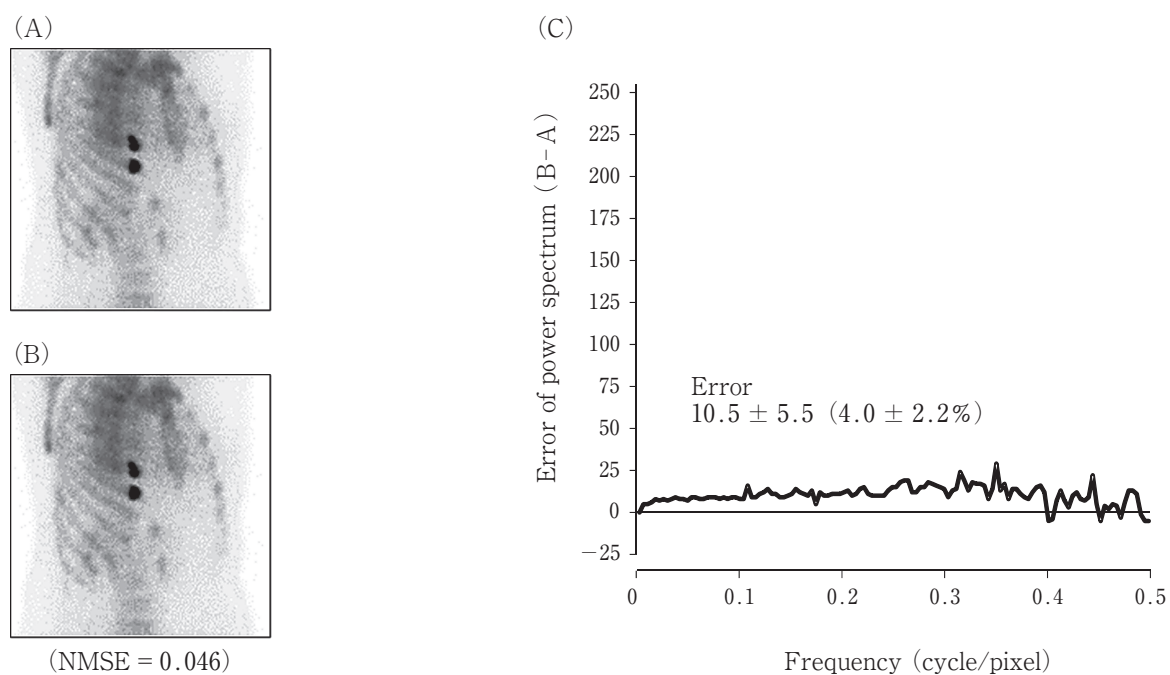 (A)
(B)
(NMSE = 0.046)
(C)
Error of power spectrum (B−A)
250
225
200
175
150
125
100
75
50
25
0
−25
Error
10.5 ± 5.5 (4.0 ± 2.2%)
0 0.1 0.2 0.3 0.4 0.5
Frequency (cycle/pixel)